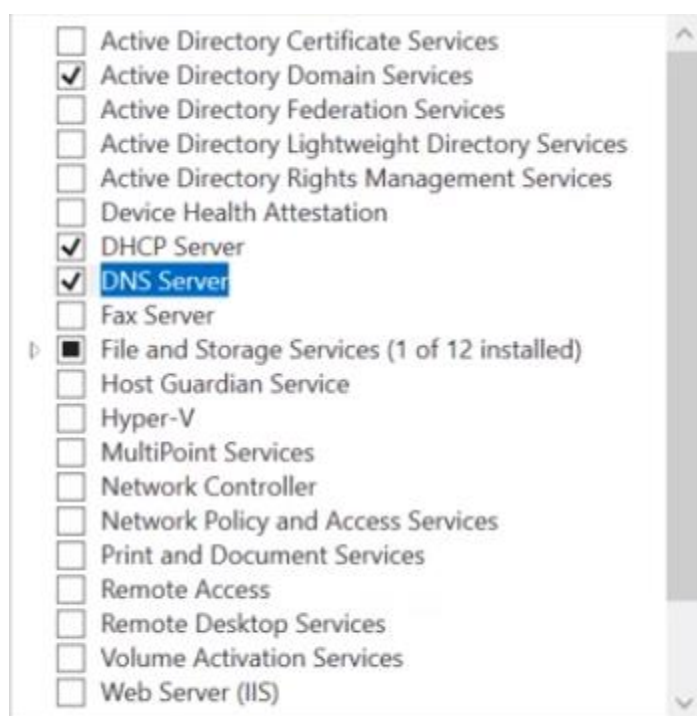 Active Directory Certificate Services
Active Directory Domain Services
Active Directory Federation Services
Active Directory Lightweight Directory Services
Active Directory Rights Management Services
Device Health Attestation
DHCP Server
DNS Server
Fax Server
File and Storage Services (1 of 12 installed)
Host Guardian Service
Hyper-V
MultiPoint Services
Network Controller
Network Policy and Access Services
Print and Document Services
Remote Access
Remote Desktop Services
Volume Activation Services
Web Server (IIS)